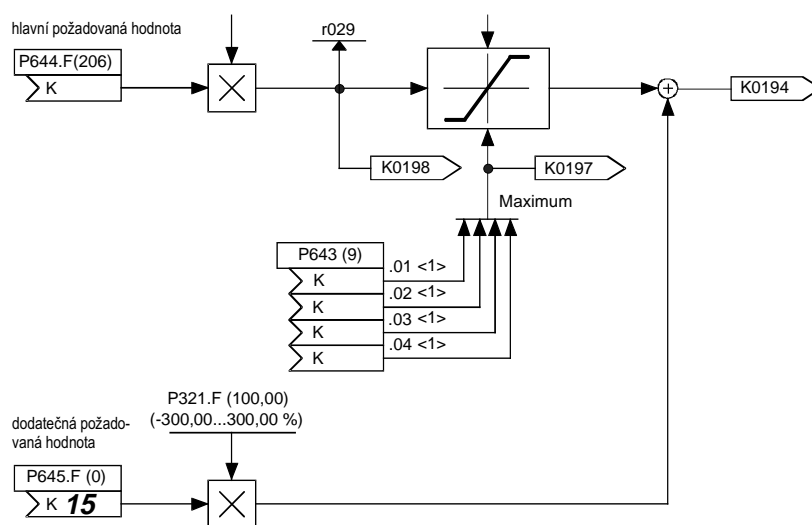 hlavní požadovaná hodnota
r029
P644.F(206)
K
K0194
K0198
K0197
Maximum
P643 (9)
K
.01 <1>
K
.02 <1>
K
.03 <1>
K
.04 <1>
P321.F (100,00)
(-300,00...300,00 %)
dodatečná požado-
vaná hodnota
P645.F (0)
K 15